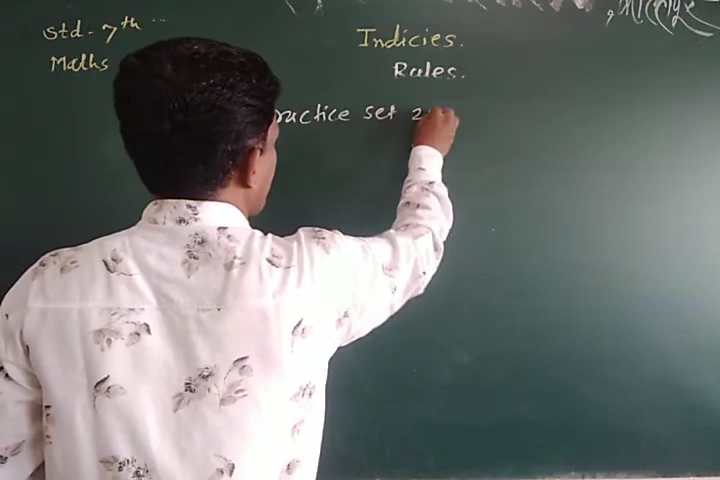 Std - 7th
Maths
Indicies.
Rules.
ractice set 2